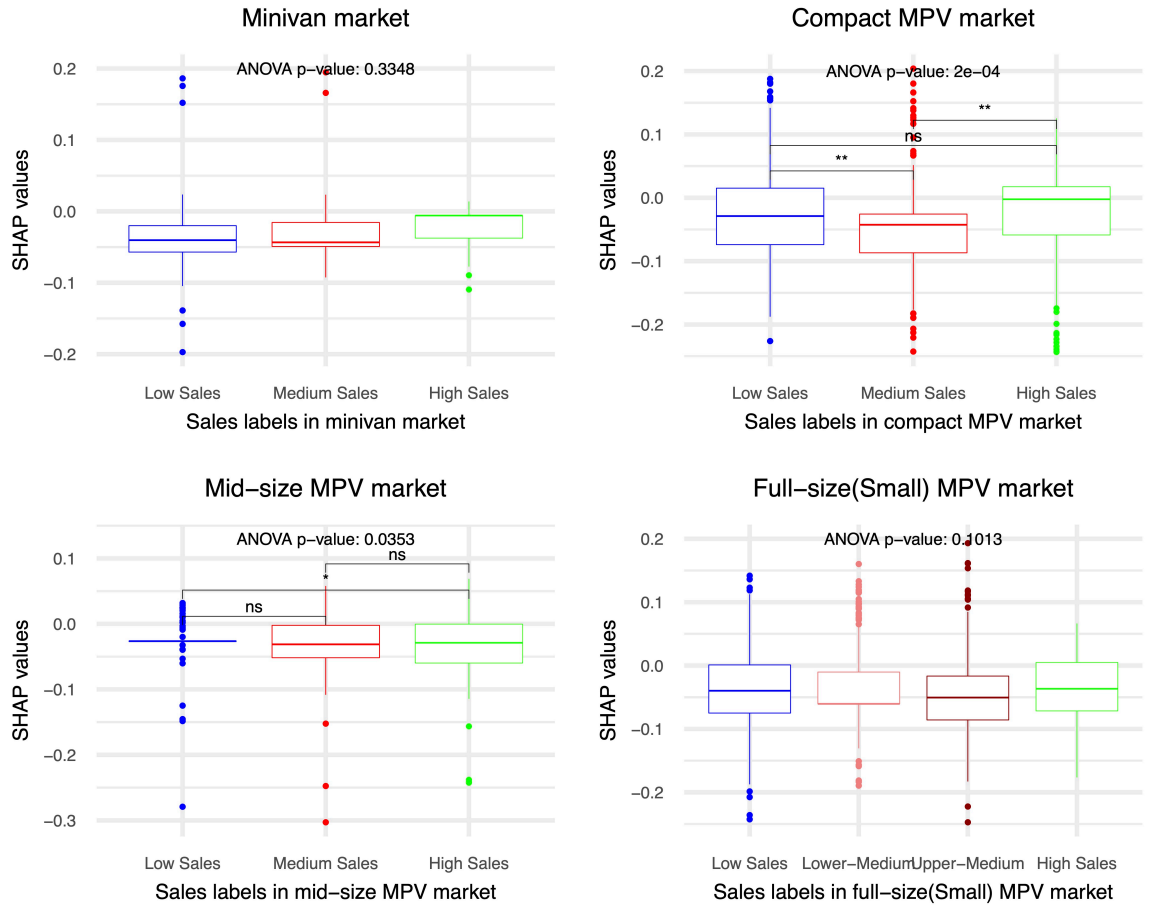 Minivan market
ANOVA p−value: 0.3348
SHAP values
0.2
0.1
0.0
−0.1
−0.2
Low Sales Medium Sales High Sales
Sales labels in minivan market
Compact MPV market
ANOVA p−value: 2e−04
SHAP values
0.2
0.1
0.0
−0.1
−0.2
**
ns
**
Low Sales Medium Sales High Sales
Sales labels in compact MPV market
Mid−size MPV market
ANOVA p−value: 0.0353
SHAP values
0.1
0.0
−0.1
−0.2
−0.3
ns
*
ns
Low Sales Medium Sales High Sales
Sales labels in mid−size MPV market
Full−size(Small) MPV market
ANOVA p−value: 0.1013
SHAP values
0.2
0.1
0.0
−0.1
−0.2
Low Sales Lower−Medium Upper−Medium High Sales
Sales labels in full−size(Small) MPV market